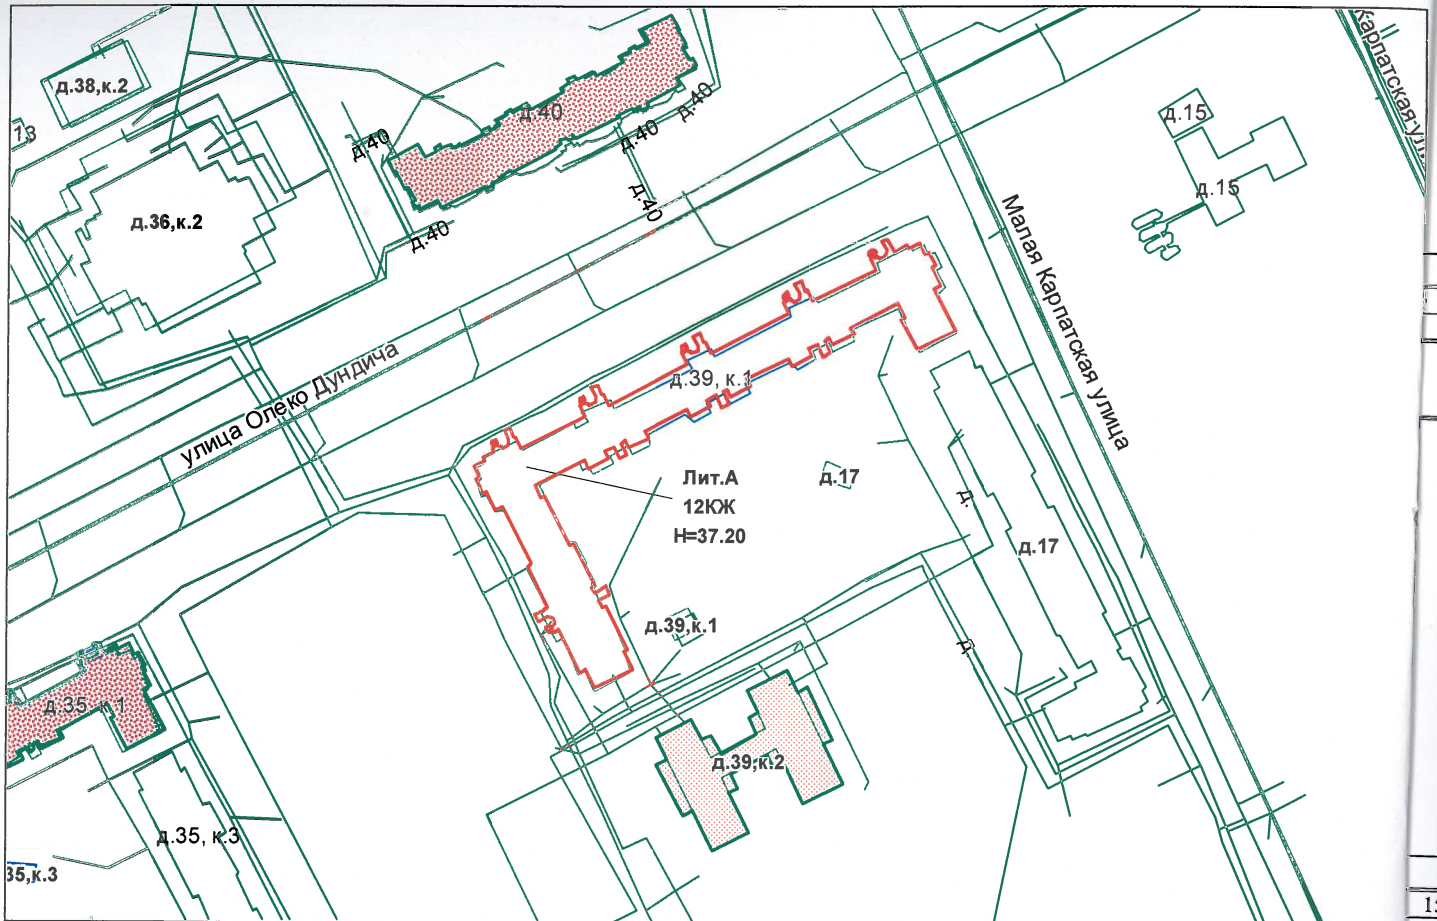 д.38,к.2
13
д.36,к.2
д.40
д.40
д.40
д.40
д.40
д.40
Карпатская ул.
д.15
д.15
Малая Карпатская улица
улица Олеко Дундича
д.39, к.1
Лит.А
12КЖ
Н=37.20
д.17
д.
д.17
д.39,к.1
д.
д.35 к 1
д.39,к.2
д.35, к.3
35,к.3